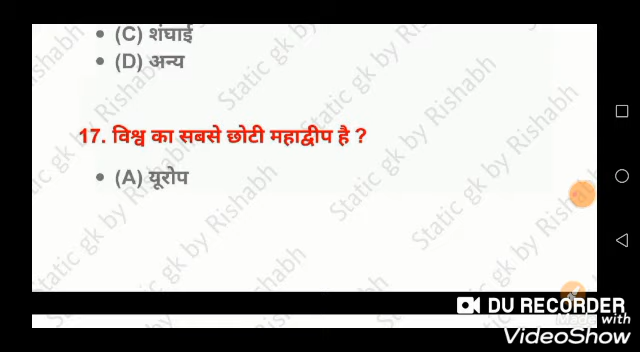 (C) शंघाई
(D) अन्य
17. विश्व का सबसे छोटी महाद्वीप है ?
(A) यूरोप
Static gk by Rishabh
DU RECORDER
Made with
VideoShow